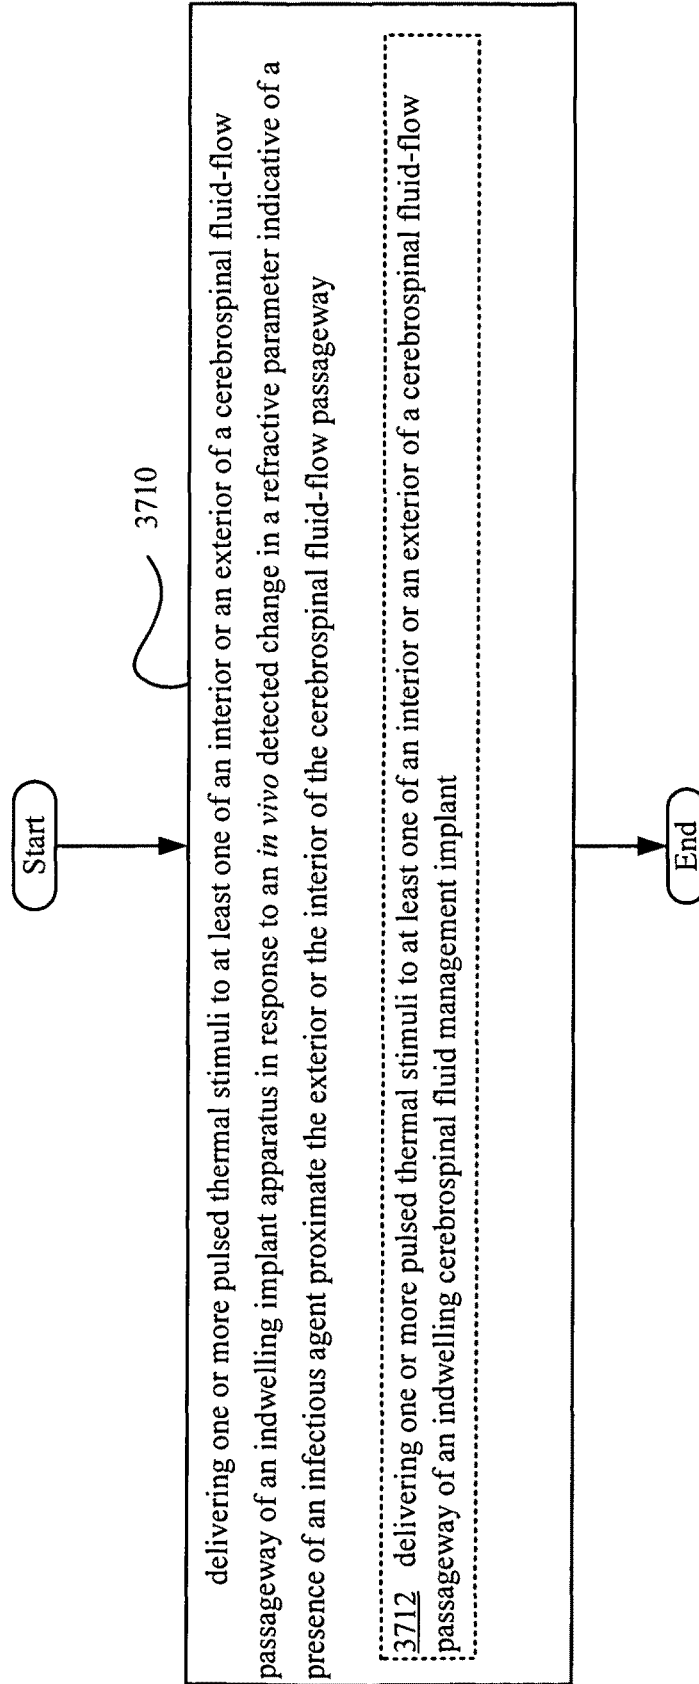 Start
3710
delivering one or more pulsed thermal stimuli to at least one of an interior or an exterior of a cerebrospinal fluid-flow
passageway of an indwelling implant apparatus in response to an in vivo detected change in a refractive parameter indicative of a
presence of an infectious agent proximate the exterior or the interior of the cerebrospinal fluid-flow passageway
3712 delivering one or more pulsed thermal stimuli to at least one of an interior or an exterior of a cerebrospinal fluid-flow
passageway of an indwelling cerebrospinal fluid management implant
End